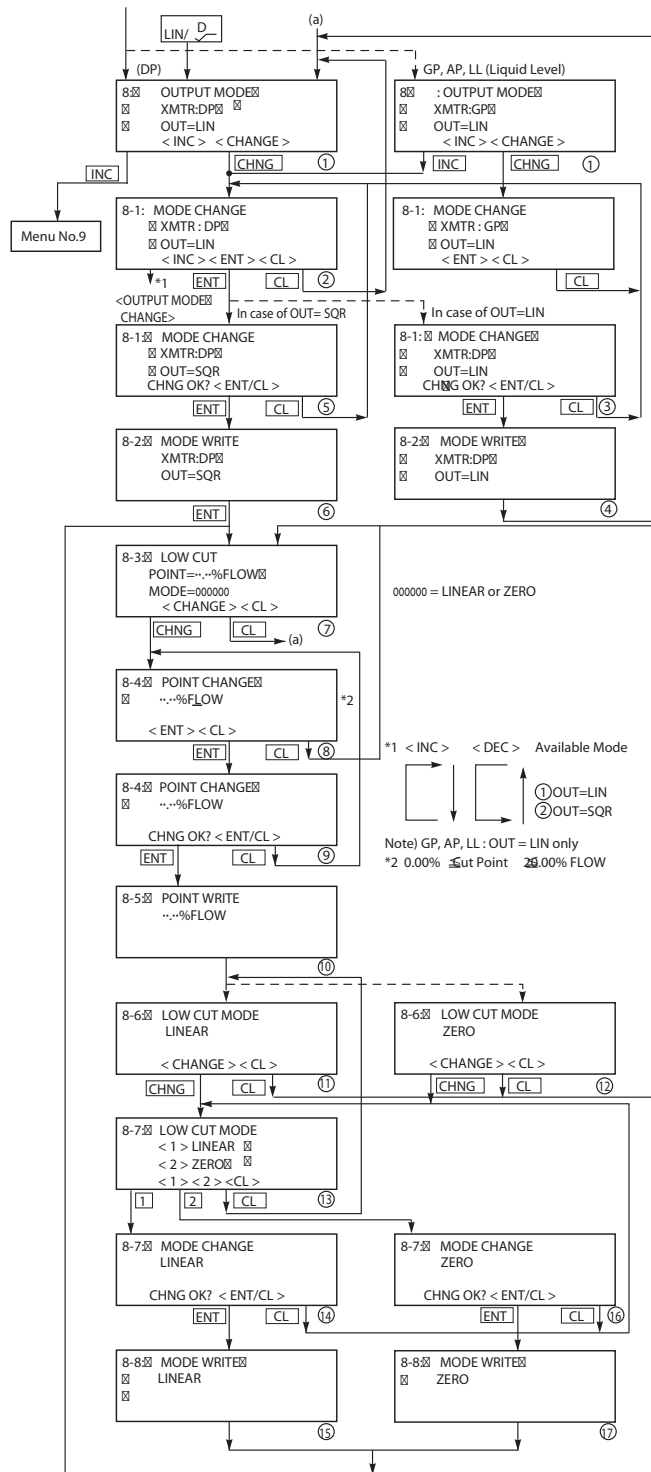 LIN/ D
(a)
(DP)
GP, AP, LL (Liquid Level)
8: OUTPUT MODE
XMTR:DP
OUT=LIN
< INC > < CHANGE >
①
8 : OUTPUT MODE
XMTR:GP
OUT=LIN
< INC > < CHANGE >
①
INC
CHNG
INC
CHNG
Menu No.9
8-1: MODE CHANGE
XMTR : DP
OUT=LIN
< INC > < ENT > < CL >
②
8-1: MODE CHANGE
XMTR : GP
OUT=LIN
< ENT > < CL >
*1
ENT
CL
CL
<OUTPUT MODE
CHANGE>
In case of OUT= SQR
In case of OUT=LIN
8-1: MODE CHANGE
XMTR:DP
OUT=SQR
CHNG OK? < ENT/CL >
⑤
8-1: MODE CHANGE
XMTR:DP
OUT=LIN
CHNG OK? < ENT/CL >
③
ENT
CL
ENT
CL
8-2: MODE WRITE
XMTR:DP
OUT=SQR
⑥
8-2: MODE WRITE
XMTR:DP
OUT=LIN
④
ENT
8-3: LOW CUT
POINT=··.··%FLOW
MODE=000000
< CHANGE > < CL >
⑦
000000 = LINEAR or ZERO
CHNG
CL
(a)
8-4: POINT CHANGE
··.··%FLOW
< ENT > < CL >
⑧
*2
ENT
CL
8-4: POINT CHANGE
··.··%FLOW
CHNG OK? < ENT/CL >
⑨
*1 < INC > < DEC > Available Mode
①OUT=LIN
②OUT=SQR
Note) GP, AP, LL : OUT = LIN only
*2 0.00% ≤Cut Point ≤20.00% FLOW
ENT
CL
8-5: POINT WRITE
··.··%FLOW
⑩
8-6: LOW CUT MODE
LINEAR
< CHANGE > < CL >
⑪
8-6: LOW CUT MODE
ZERO
< CHANGE > < CL >
⑫
CHNG
CL
CHNG
CL
8-7: LOW CUT MODE
< 1 > LINEAR
< 2 > ZERO
< 1 > < 2 > <CL >
⑬
1
2
CL
8-7: MODE CHANGE
LINEAR
CHNG OK? < ENT/CL >
⑭
8-7: MODE CHANGE
ZERO
CHNG OK? < ENT/CL >
⑯
ENT
CL
ENT
CL
8-8: MODE WRITE
LINEAR
⑮
8-8: MODE WRITE
ZERO
⑰